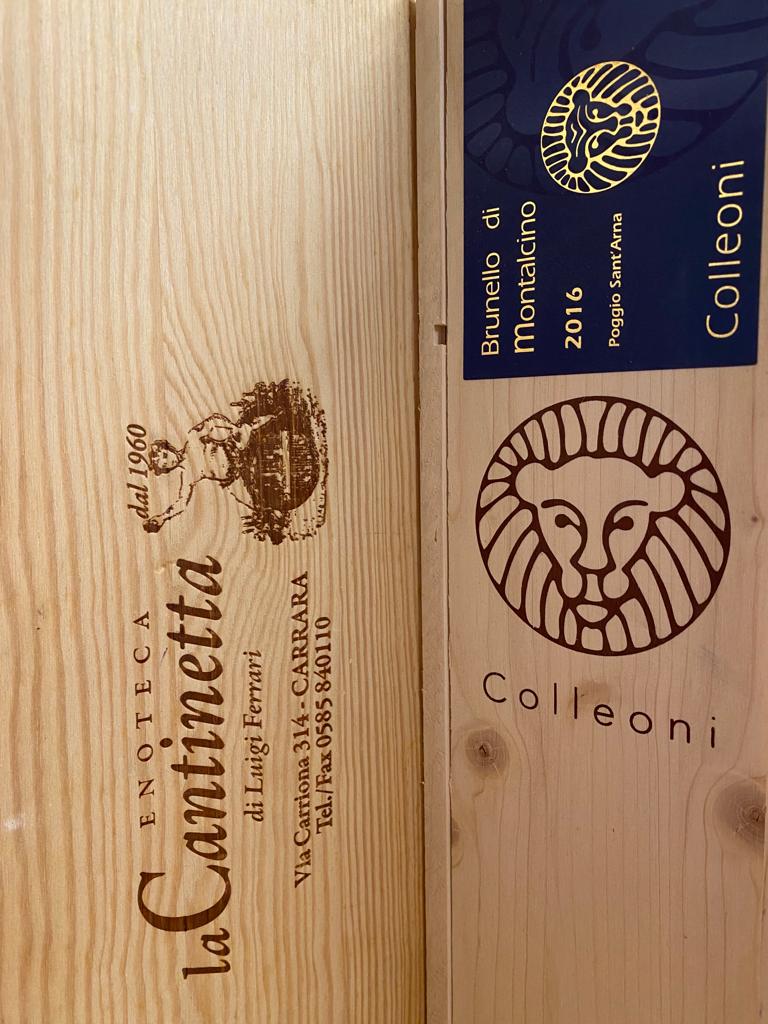 ENOTECA
dal 1960
la Cantinetta
di Luigi Ferrari
Via Carriona 314 - CARRARA
Tel./Fax 0585 840110
Brunello di
Montalcino
2016
Poggio Sant'Arna
Colleoni
Colleoni